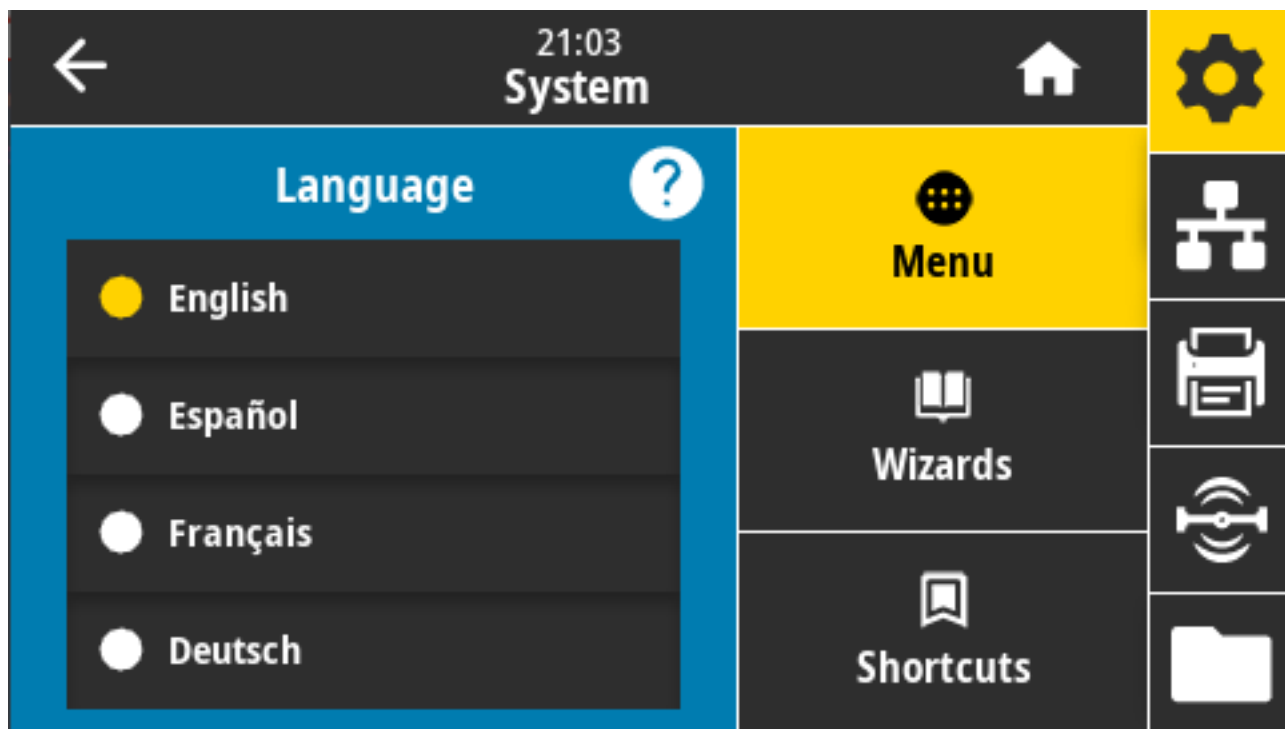 21:03
System
Language
?
English
Español
Français
Deutsch
Menu
Wizards
Shortcuts